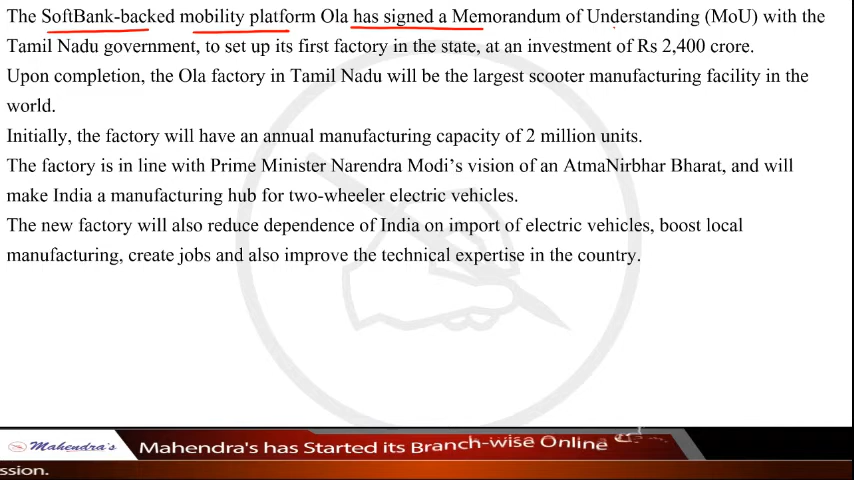 The SoftBank-backed mobility platform Ola has signed a Memorandum of Understanding (MoU) with the
Tamil Nadu government, to set up its first factory in the state, at an investment of Rs 2,400 crore.
Upon completion, the Ola factory in Tamil Nadu will be the largest scooter manufacturing facility in the
world.
Initially, the factory will have an annual manufacturing capacity of 2 million units.
The factory is in line with Prime Minister Narendra Modi’s vision of an AtmaNirbhar Bharat, and will
make India a manufacturing hub for two-wheeler electric vehicles.
The new factory will also reduce dependence of India on import of electric vehicles, boost local
manufacturing, create jobs and also improve the technical expertise in the country.
Mahendra's
Mahendra's has Started its Branch-wise Online
ssion.